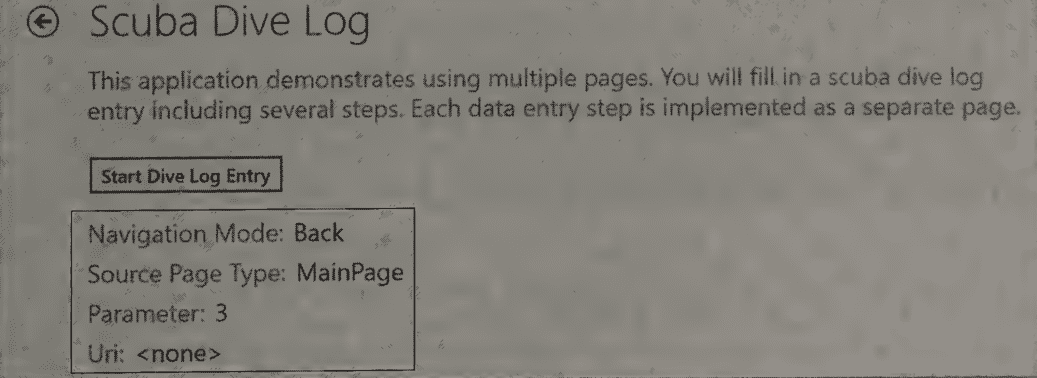 Scuba Dive Log
This application demonstrates using multiple pages. You will fill in a scuba dive log
entry including several steps. Each data entry step is implemented as a separate page.
Start Dive Log Entry
Navigation Mode: Back
Source Page Type: MainPage
Parameter: 3
Uri: <none>